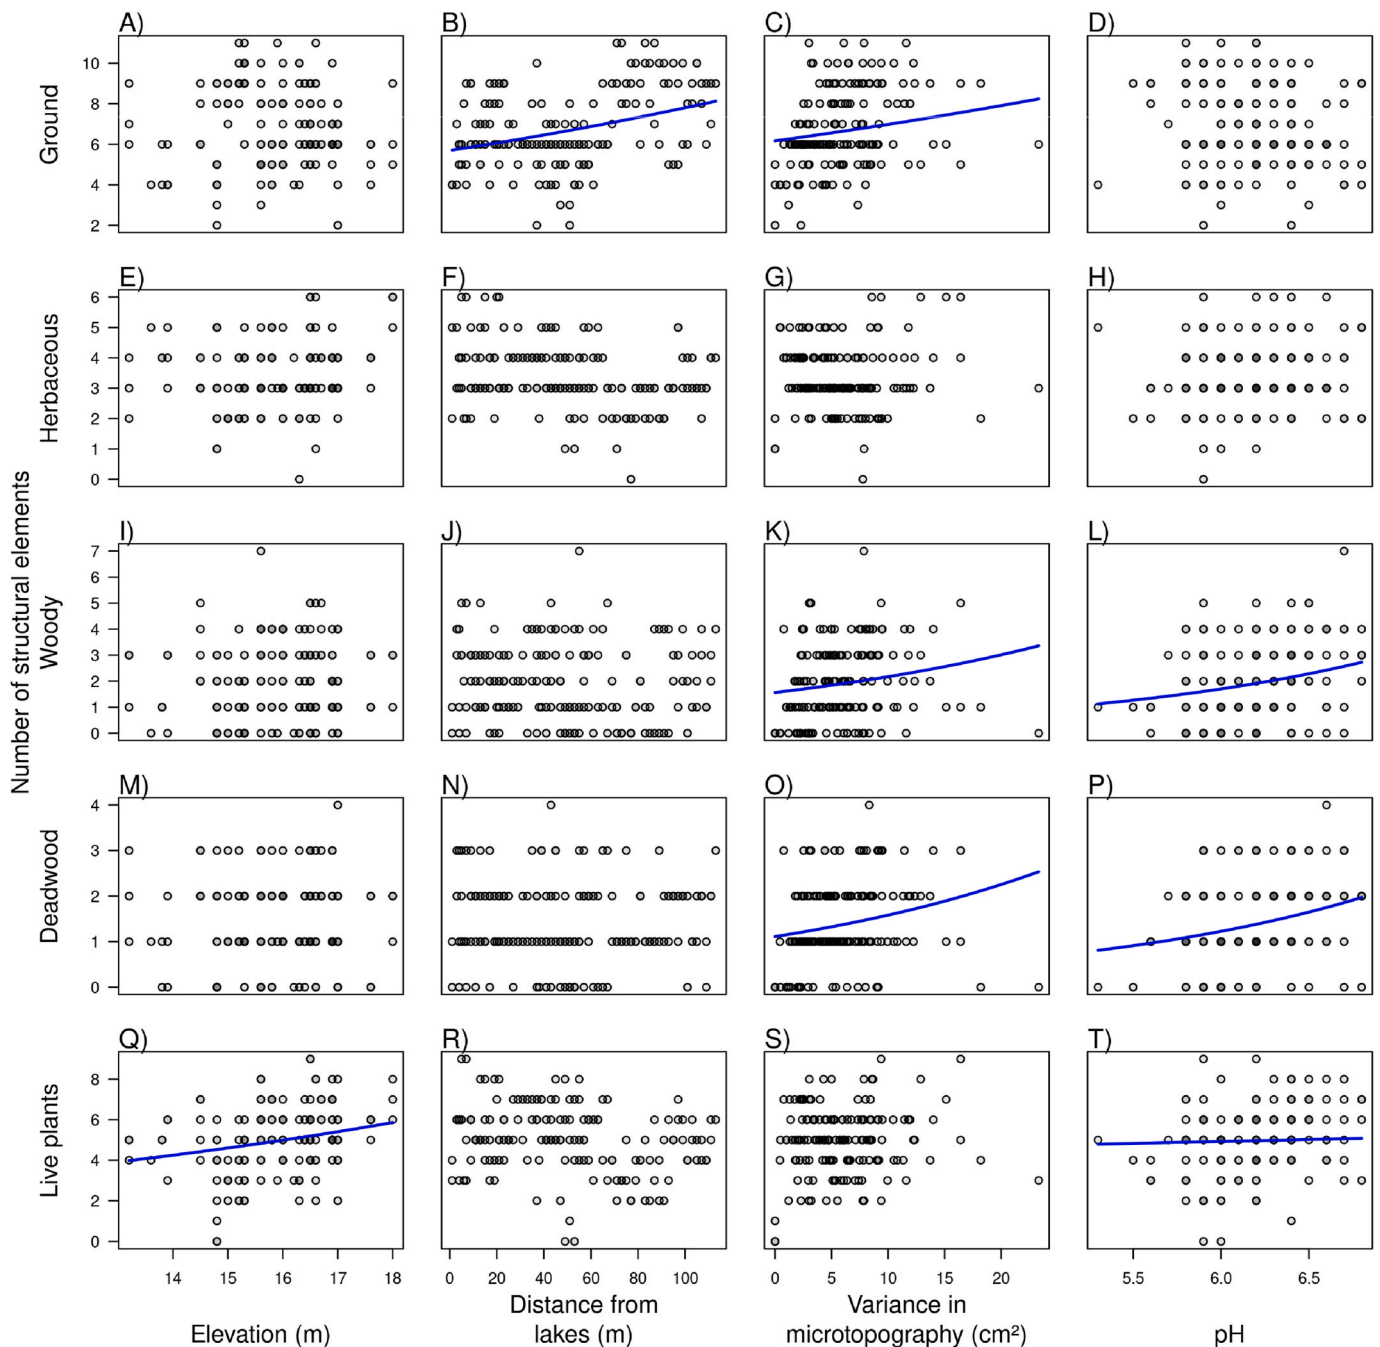 A) B) C) D)
Ground
10
8
6
4
2
E) F) G) H)
Herbaceous
6
5
4
3
2
1
0
Number of structural elements
I) J) K) L)
Woody
7
6
5
4
3
2
1
0
M) N) O) P)
Deadwood
4
3
2
1
0
Q) R) S) T)
Live plants
8
6
4
2
0
14 15 16 17 18 0 20 40 60 80 100 0 5 10 15 20 5.5 6.0 6.5
Elevation (m)
Distance from
lakes (m)
Variance in
microtopography (cm²)
pH